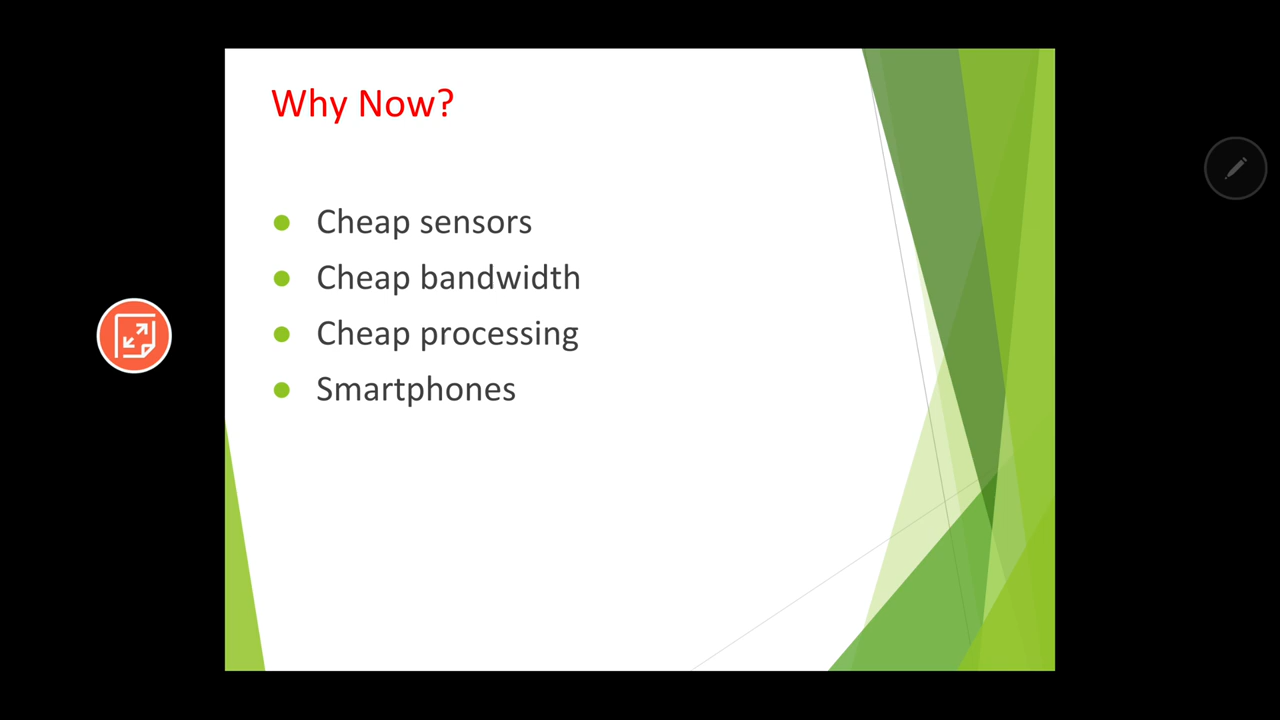 Why Now?
Cheap sensors
Cheap bandwidth
Cheap processing
Smartphones